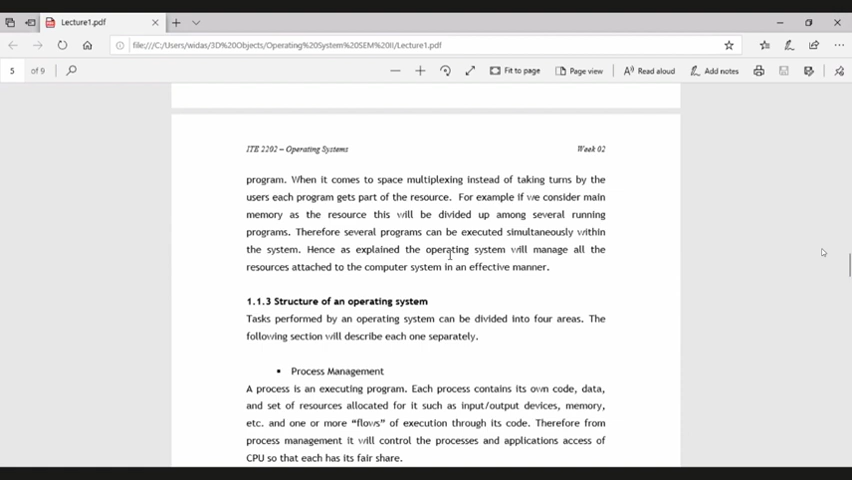 Lecture1.pdf
file:///C:/Users/widas/3D%20Objects/Operating%20System%20SEM%20II/Lecture1.pdf
5 of 9 Fit to page Page view Read aloud Add notes
ITE 2202 – Operating Systems Week 02
program. When it comes to space multiplexing instead of taking turns by the
users each program gets part of the resource. For example if we consider main
memory as the resource this will be divided up among several running
programs. Therefore several programs can be executed simultaneously within
the system. Hence as explained the operating system will manage all the
resources attached to the computer system in an effective manner.
1.1.3 Structure of an operating system
Tasks performed by an operating system can be divided into four areas. The
following section will describe each one separately.
• Process Management
A process is an executing program. Each process contains its own code, data,
and set of resources allocated for it such as input/output devices, memory,
etc. and one or more “flows” of execution through its code. Therefore from
process management it will control the processes and applications access of
CPU so that each has its fair share.